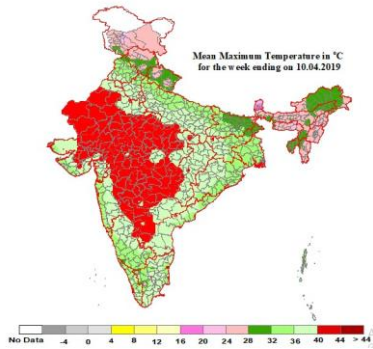 Mean Maximum Temperature in °C
for the week ending on 10.04.2019
No Data -4 0 4 8 12 16 20 24 28 32 36 40 44 > 44